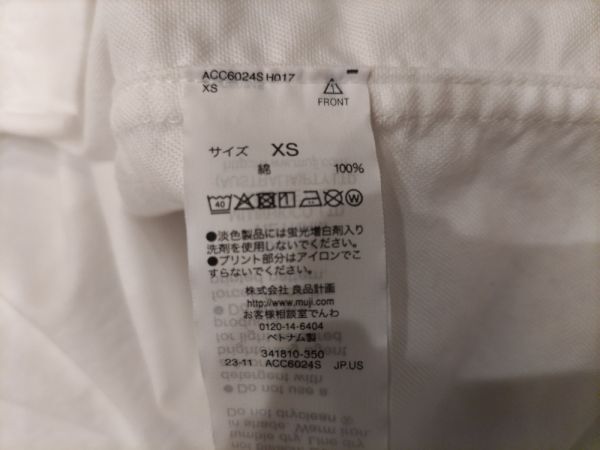 ACC6024S H017
XS
1
FRONT
サイズ XS
綿 100%
40 W
●淡色製品には蛍光増白剤入り
洗剤を使用しないでください。
●プリント部分はアイロンでこ
すらないでください。
株式会社 良品計画
http://www.muji.com
お客様相談室でんわ
0120-14-6404
ベトナム製
341810-350
23-11 ACC6024S JP.US